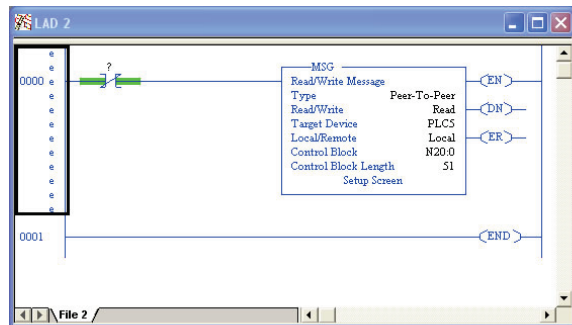 LAD 2
e
e
0000 e
e
e
e
e
e
e
e
e
e
?
MSG
Read/Write Message
Type Peer-To-Peer
Read/Write Read
Target Device PLC5
Local/Remote Local
Control Block N20:0
Control Block Length 51
Setup Screen
EN
DN
ER
0001
END
File 2